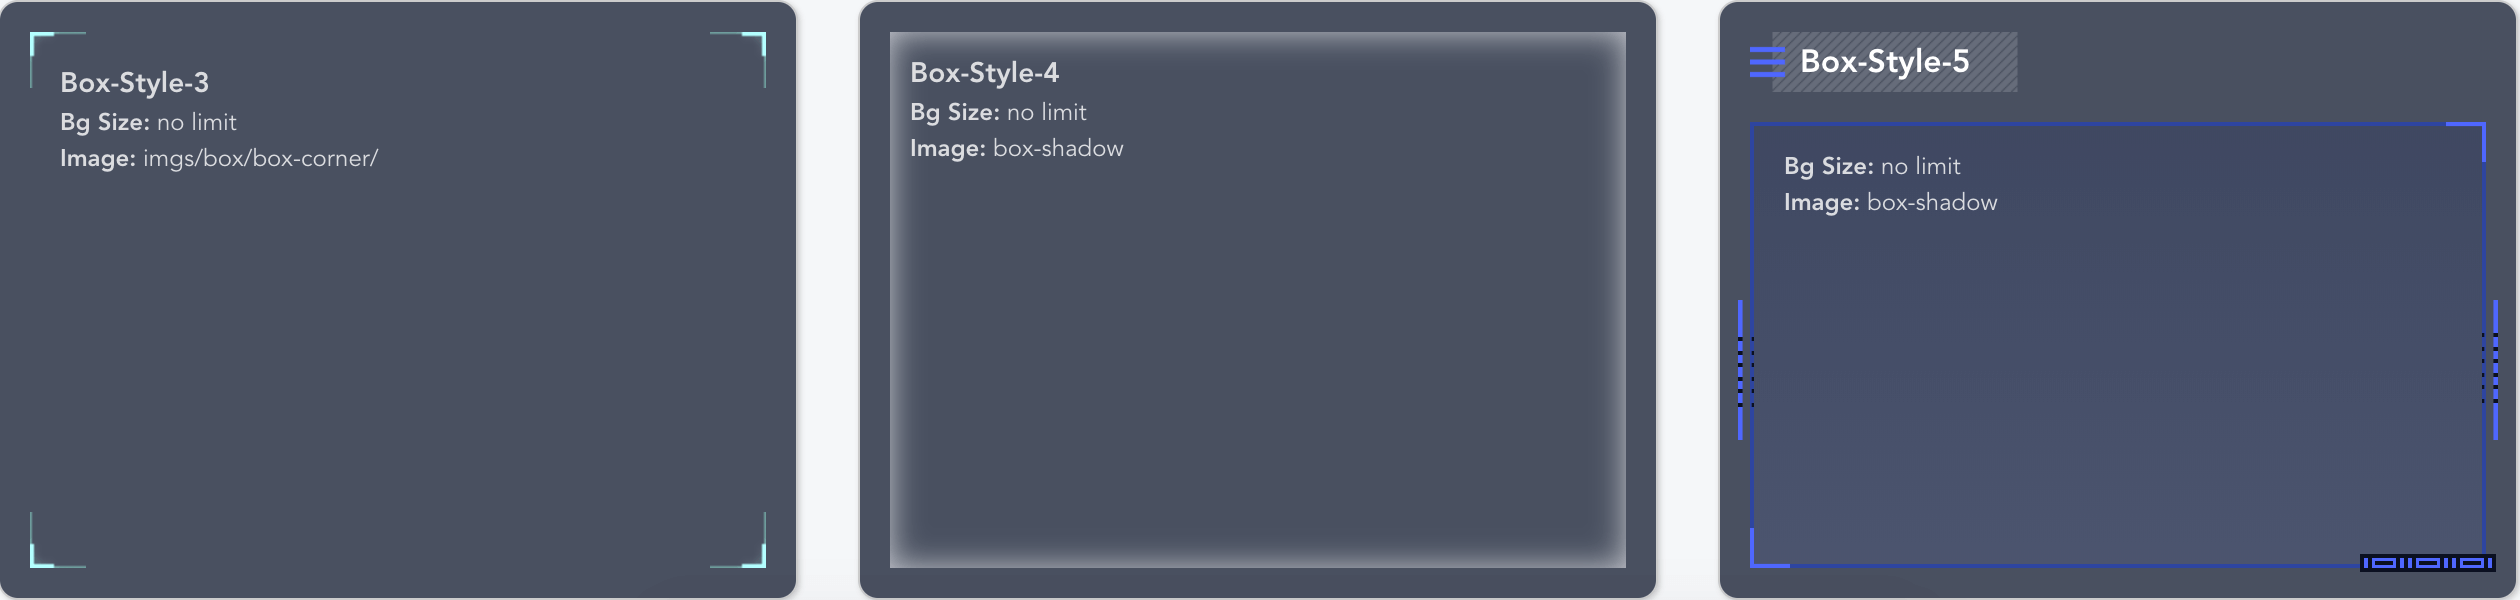 Box-Style-3
Bg Size: no limit
Image: imgs/box/box-corner/
Box-Style-4
Bg Size: no limit
Image: box-shadow
Box-Style-5
Bg Size: no limit
Image: box-shadow